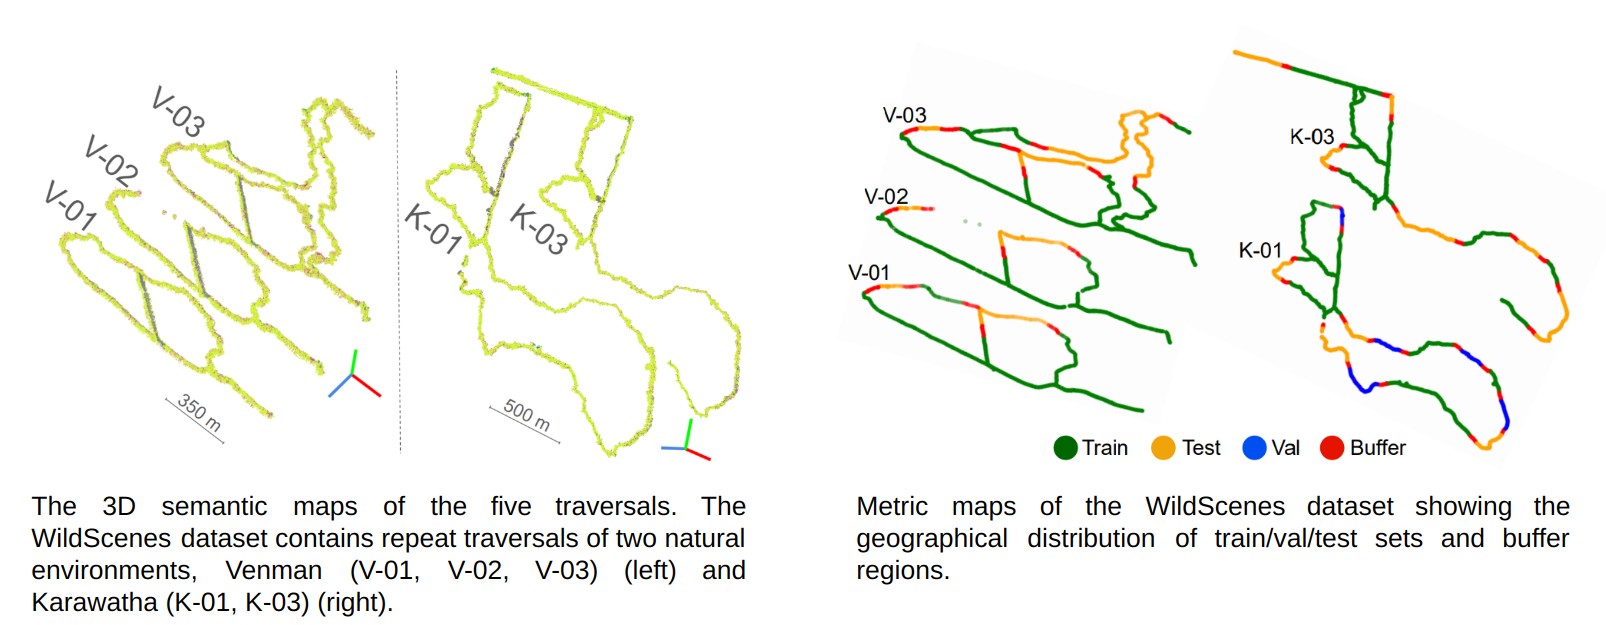 V-03
V-02
V-01
350 m
K-01
K-03
500 m
The 3D semantic maps of the five traversals. The
WildScenes dataset contains repeat traversals of two natural
environments, Venman (V-01, V-02, V-03) (left) and
Karawatha (K-01, K-03) (right).
V-03
V-02
V-01
K-03
K-01
Train Test Val Buffer
Metric maps of the WildScenes dataset showing the
geographical distribution of train/val/test sets and buffer
regions.